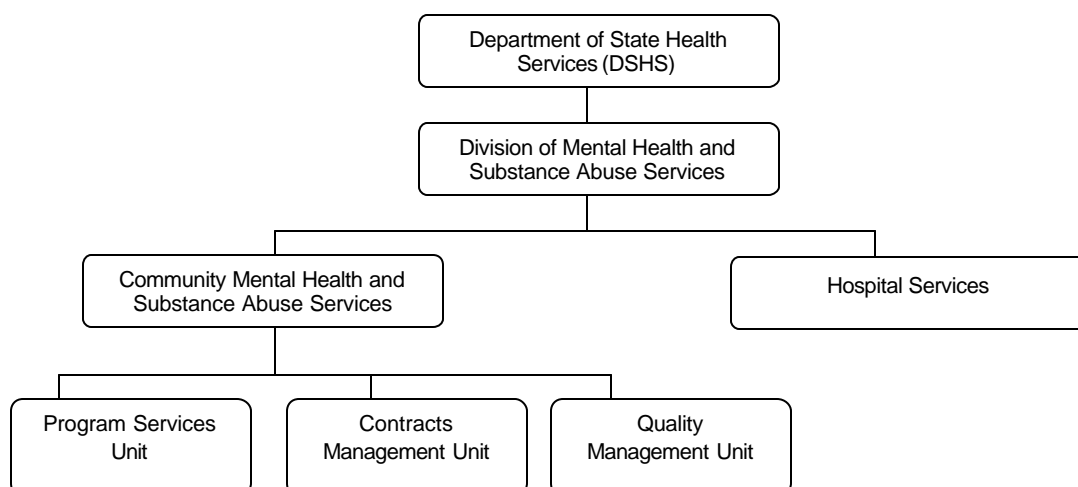 Department of State Health
Services (DSHS)
Division of Mental Health and
Substance Abuse Services
Community Mental Health and
Substance Abuse Services
Hospital Services
Program Services
Unit
Contracts
Management Unit
Quality
Management Unit